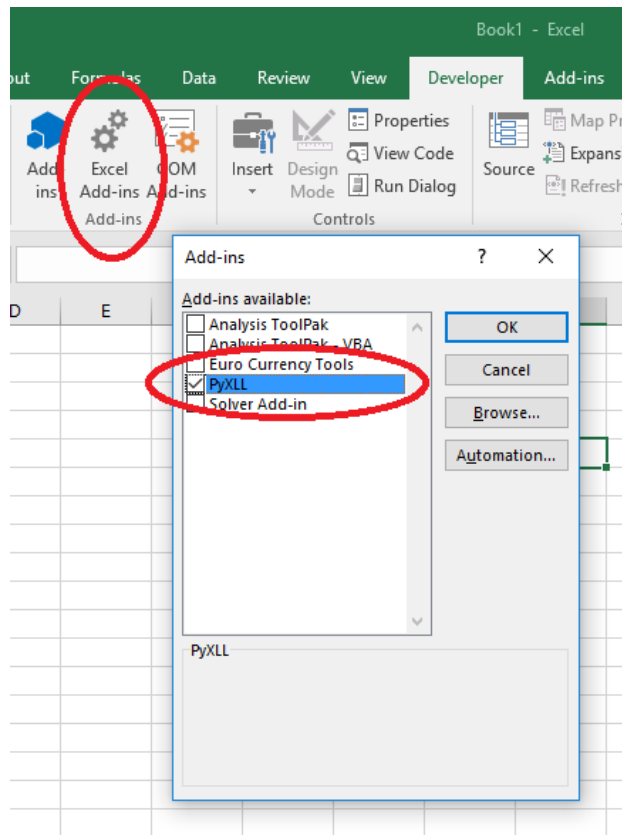 Book1 - Excel
out Formulas Data Review View Developer Add-ins
Add Excel COM Insert Design Properties Source Map Pr
ins Add-ins Add-ins Mode View Code Expans
Run Dialog Refresh
Add-ins Controls
Add-ins ? X
Add-ins available:
Analysis ToolPak
Analysis ToolPak - VBA
Euro Currency Tools
PyXLL
Solver Add-in
OK
Cancel
Browse...
Automation...
D E
PyXLL